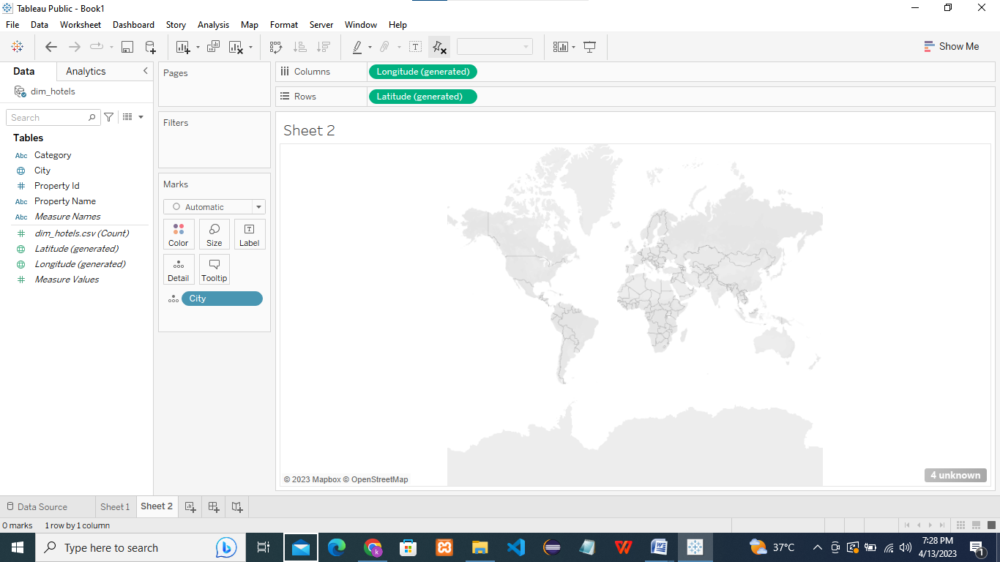 Tableau Public - Book1
File Data Worksheet Dashboard Story Analysis Map Format Server Window Help
Show Me
Data Analytics
dim_hotels
Search
Tables
Abc Category
City
Property Id
Abc Property Name
Abc Measure Names
dim_hotels.csv (Count)
Latitude (generated)
Longitude (generated)
Measure Values
Pages
Filters
Marks
Automatic
Color Size Label
Detail Tooltip
City
Columns Longitude (generated)
Rows Latitude (generated)
Sheet 2
© 2023 Mapbox © OpenStreetMap
4 unknown
Data Source Sheet 1 Sheet 2
0 marks 1 row by 1 column
Type here to search
37°C
7:28 PM
4/13/2023
1